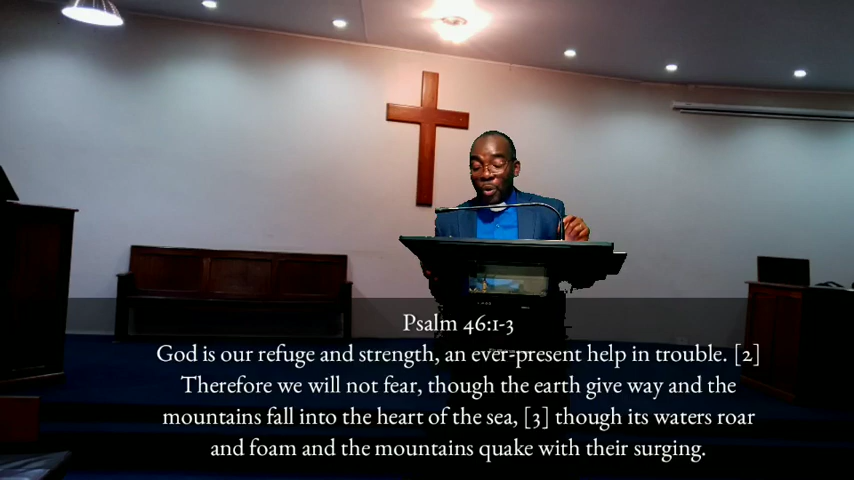 Psalm 46:1-3
God is our refuge and strength, an ever-present help in trouble. [2]
Therefore we will not fear, though the earth give way and the
mountains fall into the heart of the sea, [3] though its waters roar
and foam and the mountains quake with their surging.